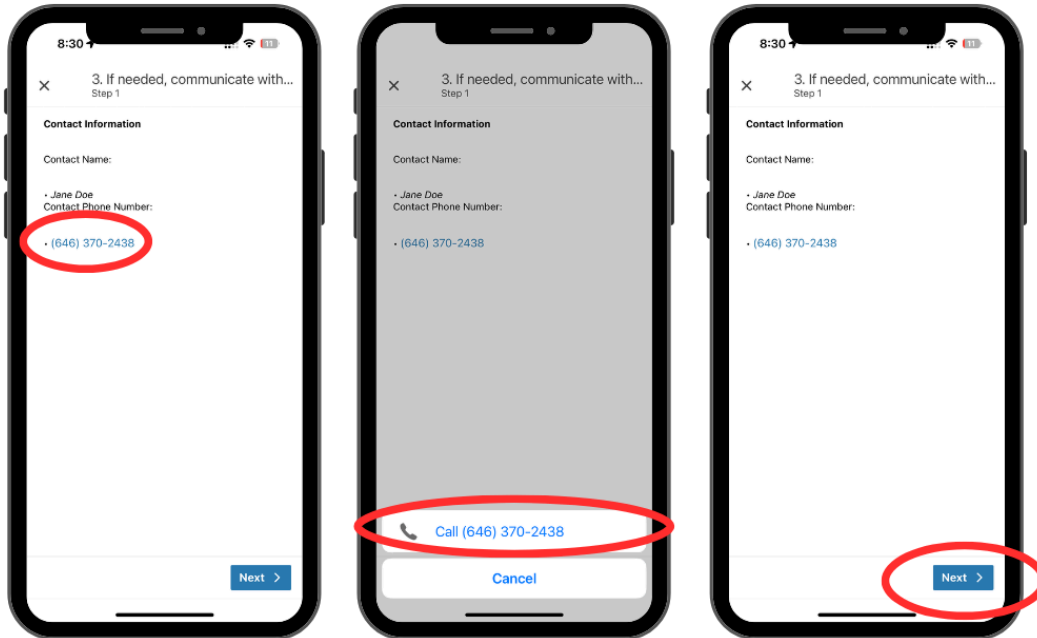 8:30
11
3. If needed, communicate with...
Step 1
Contact Information
Contact Name:
• Jane Doe
Contact Phone Number:
• (646) 370-2438
Next
8:30
3. If needed, communicate with...
Step 1
Contact Information
Contact Name:
• Jane Doe
Contact Phone Number:
• (646) 370-2438
Call (646) 370-2438
Cancel
8:30
11
3. If needed, communicate with...
Step 1
Contact Information
Contact Name:
• Jane Doe
Contact Phone Number:
• (646) 370-2438
Next